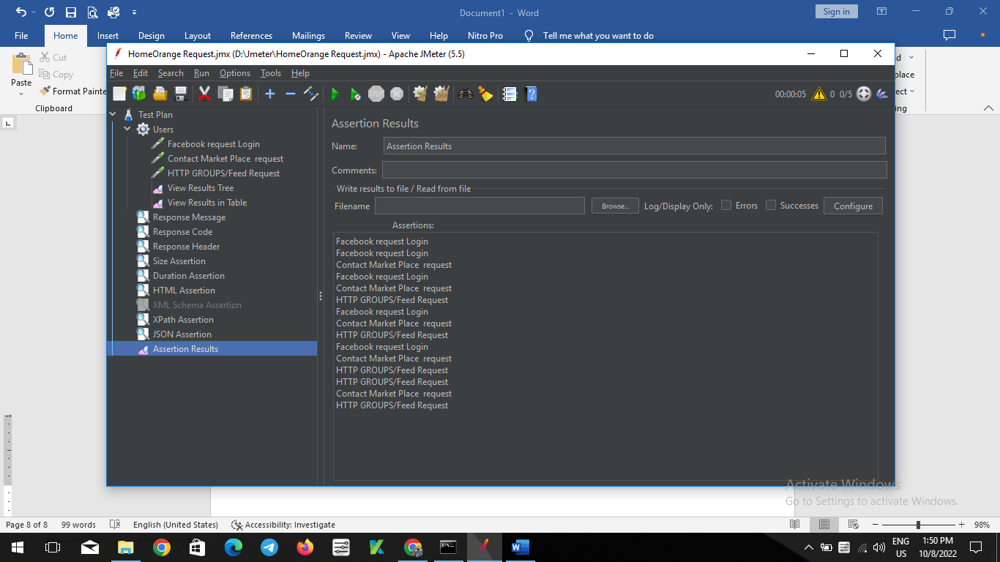 Document1 - Word
Sign in
File Home Insert Design Layout References Mailings Review View Help Nitro Pro Tell me what you want to do
Cut
Copy
Paste
Format Painte
Clipboard
d
place
ect
ing
HomeOrange Request.jmx (D:\Jmeter\HomeOrange Request.jmx) - Apache JMeter (5.5)
File Edit Search Run Options Tools Help
STOP
00:00:05 0 0/5
Test Plan
Users
Facebook request Login
Contact Market Place request
HTTP GROUPS/Feed Request
View Results Tree
View Results in Table
Response Message
Response Code
Response Header
Size Assertion
Duration Assertion
HTML Assertion
XML Schema Assertion
XPath Assertion
JSON Assertion
Assertion Results
Assertion Results
Name: Assertion Results
Comments:
Write results to file / Read from file
Filename Browse... Log/Display Only: Errors Successes Configure
Assertions:
Facebook request Login
Facebook request Login
Contact Market Place request
Facebook request Login
Contact Market Place request
HTTP GROUPS/Feed Request
Facebook request Login
Contact Market Place request
HTTP GROUPS/Feed Request
Facebook request Login
Contact Market Place request
HTTP GROUPS/Feed Request
HTTP GROUPS/Feed Request
Contact Market Place request
HTTP GROUPS/Feed Request
Activate Windows
Go to Settings to activate Windows.
Page 8 of 8 99 words English (United States) Accessibility: Investigate 98%
ENG
US
1:50 PM
10/8/2022